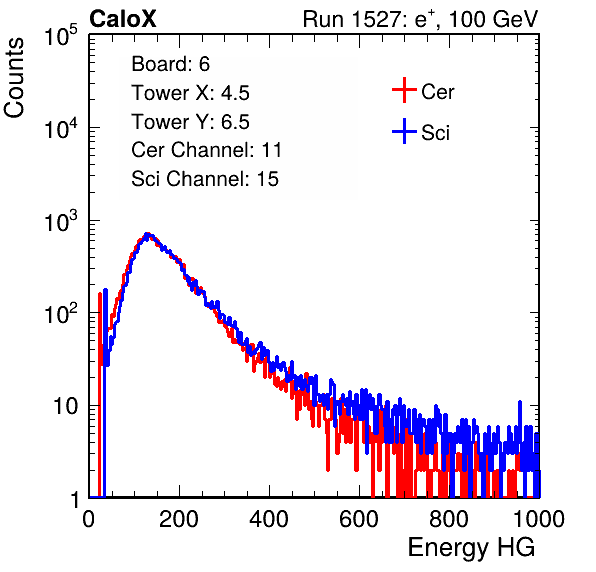 CaloX Run 1527: e⁺, 100 GeV
Counts
10⁵
10⁴
10³
10²
10
1
Board: 6
Tower X: 4.5
Tower Y: 6.5
Cer Channel: 11
Sci Channel: 15
Cer
Sci
0 200 400 600 800 1000
Energy HG